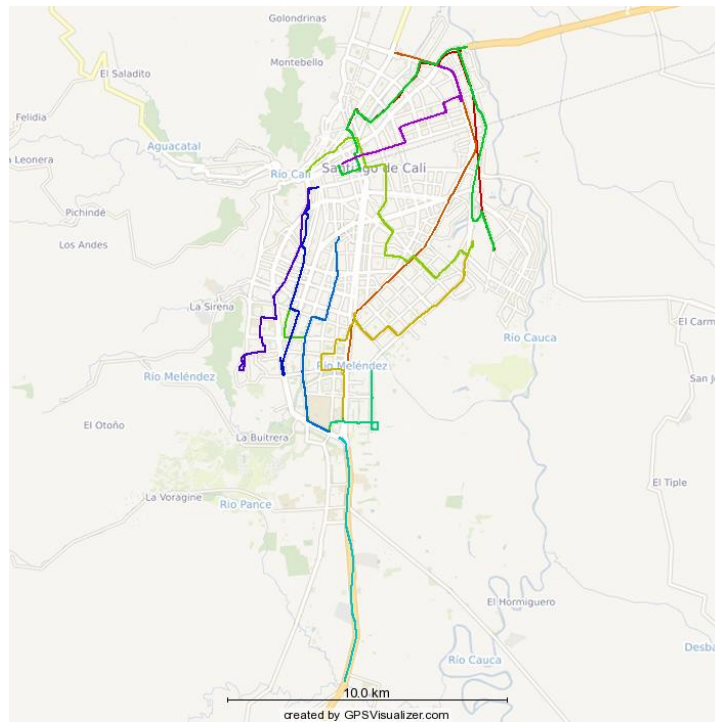 Golondrinas
Montebello
El Saladito
Felidia
Aguacatal
La Leonera
Río Cali
Santiago de Cali
Pichindé
Los Andes
La Sirena
El Carm
Río Cauca
Río Meléndez
Río Meléndez
San J
El Otoño
La Buitrera
El Tiple
La Voragine
Río Pance
El Hormiguero
Desba
Río Cauca
10.0 km
created by GPSVisualizer.com